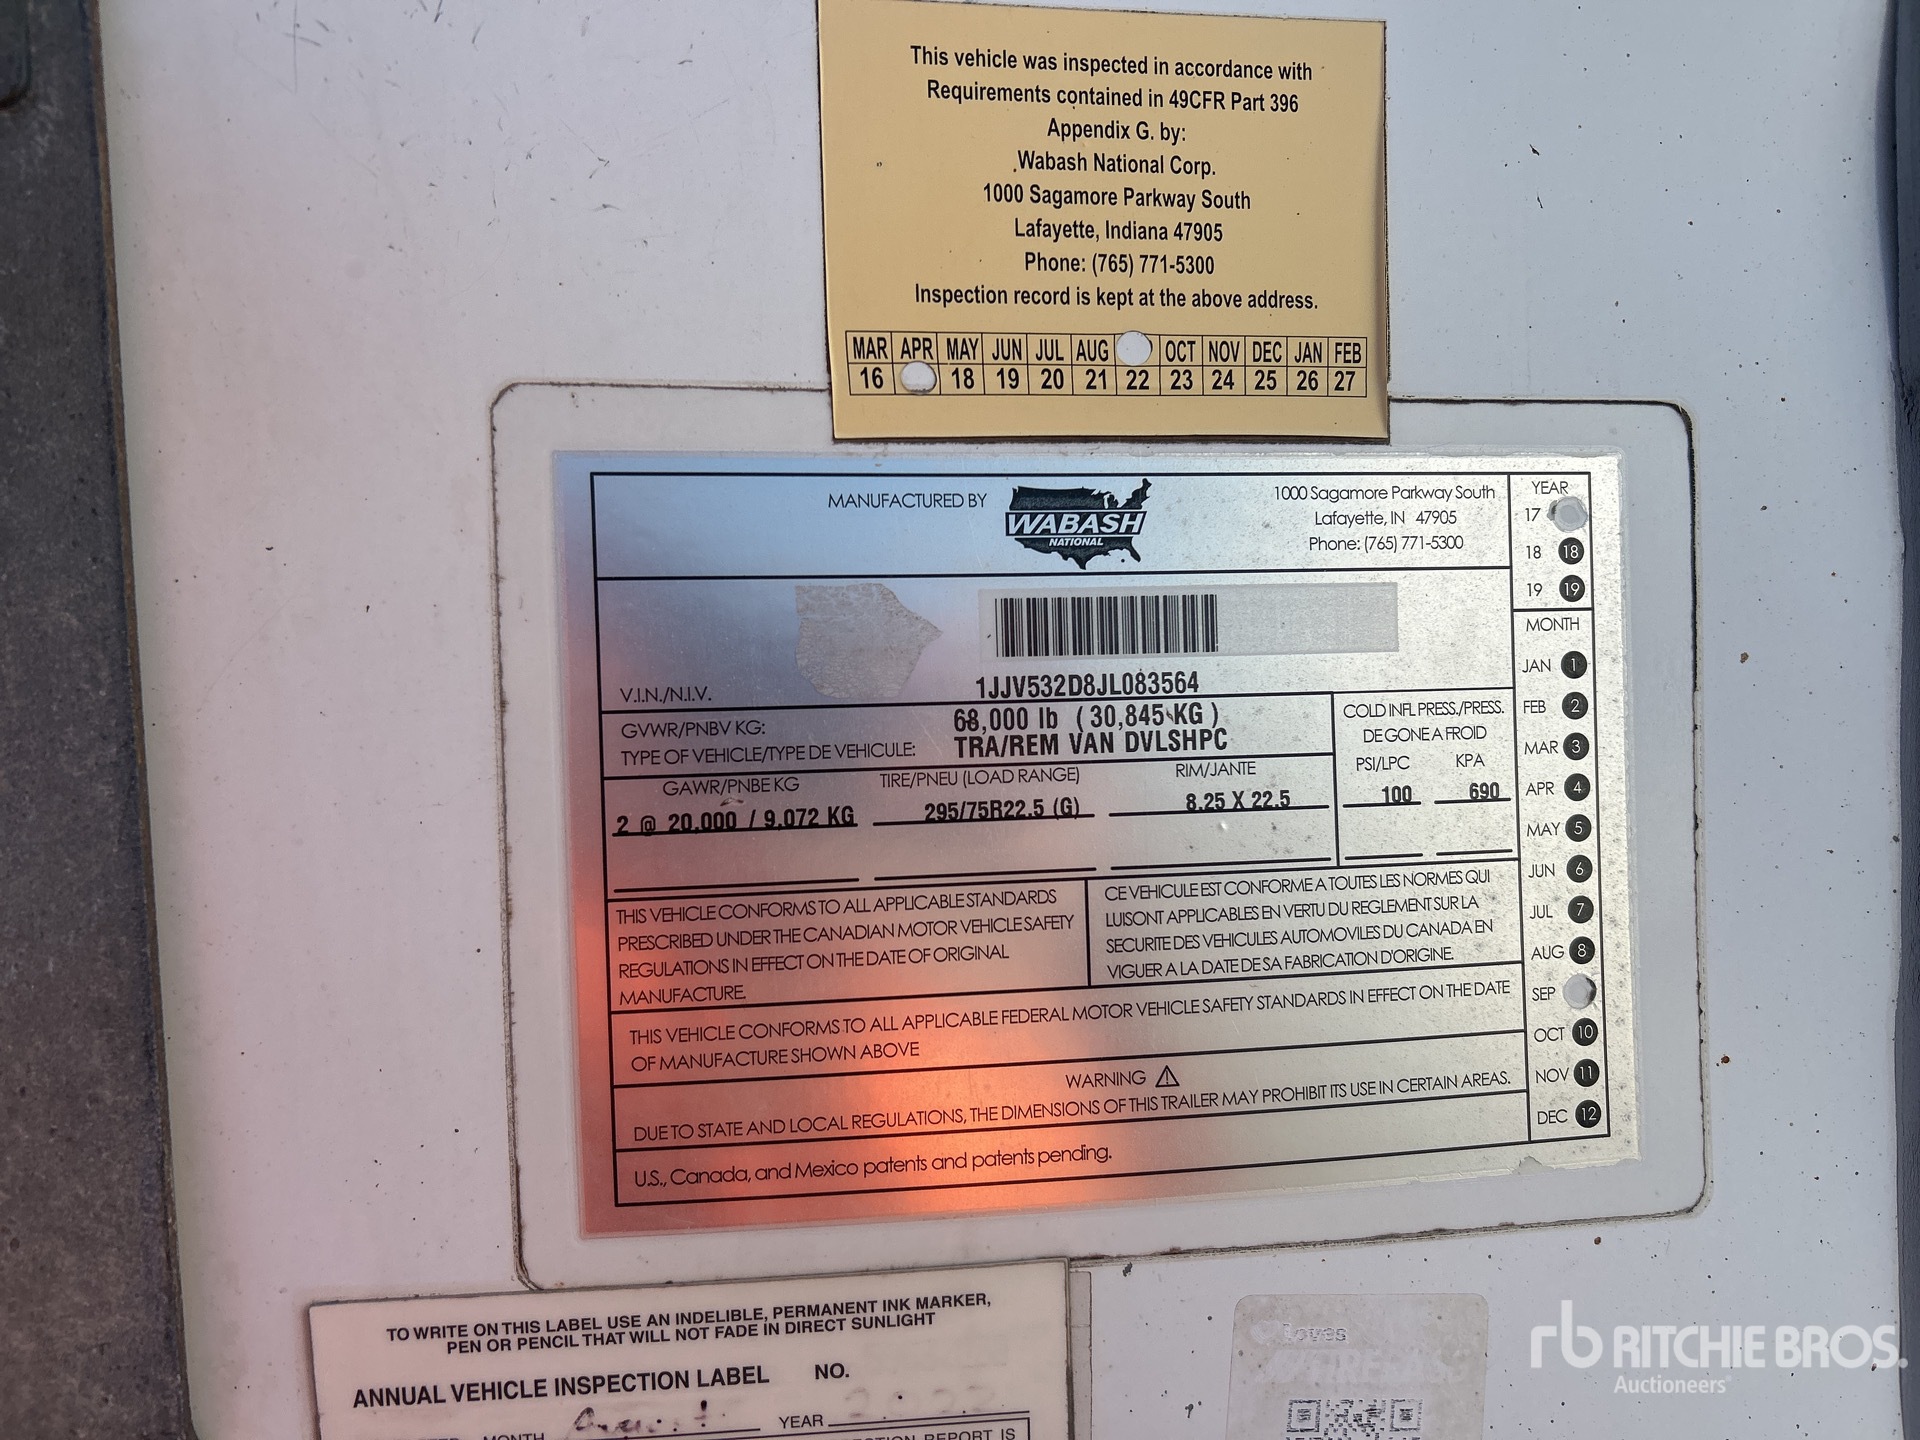 This vehicle was inspected in accordance with
Requirements contained in 49CFR Part 396
Appendix G. by:
Wabash National Corp.
1000 Sagamore Parkway South
Lafayette, Indiana 47905
Phone: (765) 771-5300
Inspection record is kept at the above address.
MAR APR MAY JUN JUL AUG OCT NOV DEC JAN FEB
16 18 19 20 21 22 23 24 25 26 27
MANUFACTURED BY
WABASH
NATIONAL
1000 Sagamore Parkway South
Lafayette, IN 47905
Phone: (765) 771-5300
V.I.N./N.I.V.
1JJV532D8JL083564
GVWR/PNBV KG: 68,000 lb ( 30,845 KG )
TYPE OF VEHICLE/TYPE DE VEHICULE: TRA/REM VAN DVLSHPC
COLD INFL PRESS./PRESS.
DE GONE A FROID
PSI/LPC KPA
100 690
GAWR/PNBE KG TIRE/PNEU (LOAD RANGE) RIM/JANTE
2 @ 20,000 / 9,072 KG 295/75R22.5 (G) 8.25 X 22.5
THIS VEHICLE CONFORMS TO ALL APPLICABLE STANDARDS
PRESCRIBED UNDER THE CANADIAN MOTOR VEHICLE SAFETY
REGULATIONS IN EFFECT ON THE DATE OF ORIGINAL
MANUFACTURE.
CE VEHICULE EST CONFORME A TOUTES LES NORMES QUI
LUI SONT APPLICABLES EN VERTU DU REGLEMENT SUR LA
SECURITE DES VEHICULES AUTOMOVILES DU CANADA EN
VIGUER A LA DATE DE SA FABRICATION D'ORIGINE.
THIS VEHICLE CONFORMS TO ALL APPLICABLE FEDERAL MOTOR VEHICLE SAFETY STANDARDS IN EFFECT ON THE DATE
OF MANUFACTURE SHOWN ABOVE
WARNING
DUE TO STATE AND LOCAL REGULATIONS, THE DIMENSIONS OF THIS TRAILER MAY PROHIBIT ITS USE IN CERTAIN AREAS.
U.S., Canada, and Mexico patents and patents pending.
YEAR
17
18 18
19 19
MONTH
JAN 1
FEB 2
MAR 3
APR 4
MAY 5
JUN 6
JUL 7
AUG 8
SEP
OCT 10
NOV 11
DEC 12
TO WRITE ON THIS LABEL USE AN INDELIBLE, PERMANENT INK MARKER,
PEN OR PENCIL THAT WILL NOT FADE IN DIRECT SUNLIGHT
ANNUAL VEHICLE INSPECTION LABEL NO.
MONTH August YEAR
REPORT IS
Loves
rb RITCHIE BROS.
Auctioneers